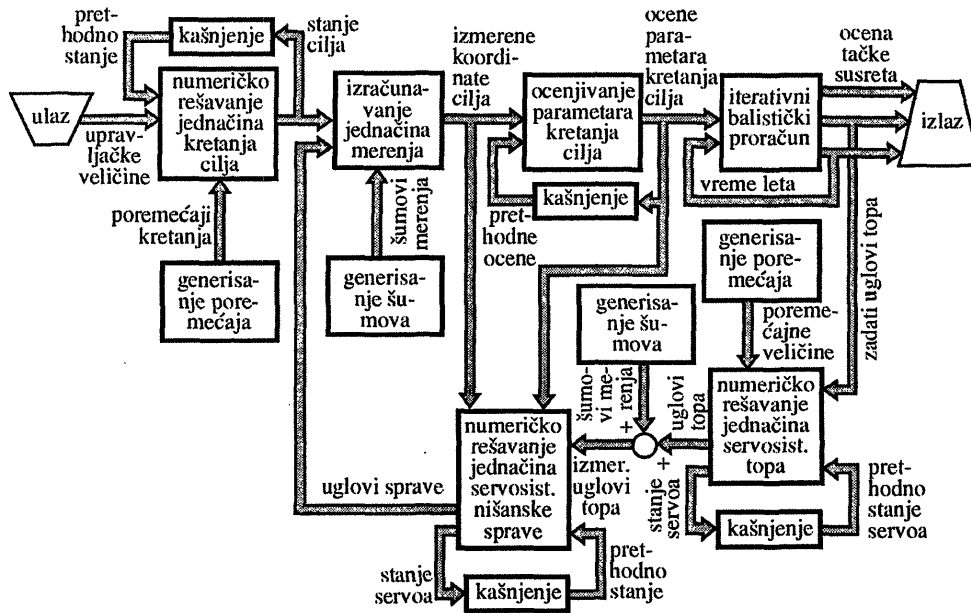 pret-
hodno
stanje
kašnjenje
stanje
cilja
ulaz
uprav-
ljačke
veličine
numeričko
rešavanje
jednačina
kretanja
cilja
poremećaji
kretanja
generisa-
nje pore-
mećaja
izračuna-
vanje
jednačina
merenja
šumovi
merenja
generisa-
nje šu-
mova
izmerene
koordi-
nate
cilja
ocenjivanje
parametara
kretanja
cilja
kašnjenje
pret-
hodne
ocene
ocene
para-
metara
kretanja
cilja
iterativni
balistički
proračun
vreme leta
ocena
tačke
susreta
izlaz
zadati uglovi topa
generisa-
nje pore-
mećaja
poreme-
ćajne
veličine
generisa-
nje šu-
mova
šumo-
vi me-
renja
+
+
uglovi
topa
numeričko
rešavanje
jednačina
servosist.
topa
izmer.
uglovi
topa
stanje
servoa
kašnjenje
pret-
hodno
stanje
servoa
numeričko
rešavanje
jednačina
servosist.
nišanske
sprave
uglovi sprave
stanje
servoa
kašnjenje
pret-
hodno
stanje